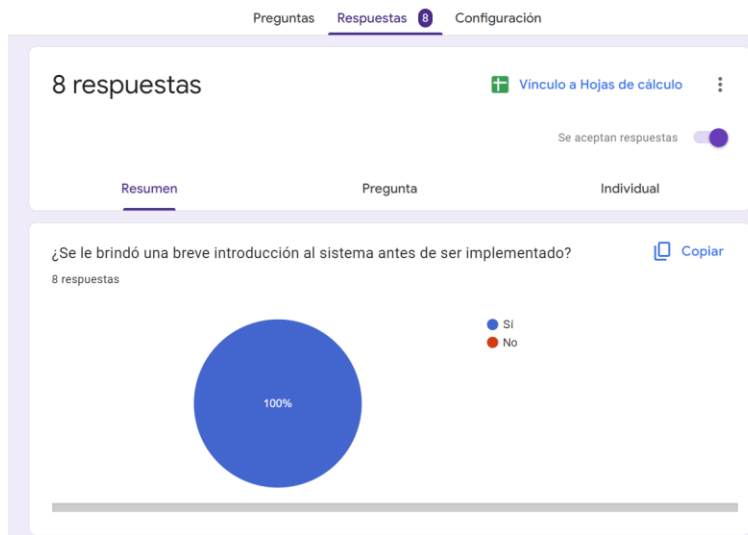 Preguntas Respuestas 8 Configuración
8 respuestas
Vínculo a Hojas de cálculo
Se aceptan respuestas
Resumen Pregunta Individual
¿Se le brindó una breve introducción al sistema antes de ser implementado?
Copiar
8 respuestas
Sí
No
100%